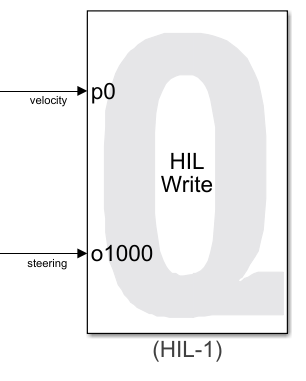 p0
velocity
HIL
Write
o1000
steering
(HIL-1)